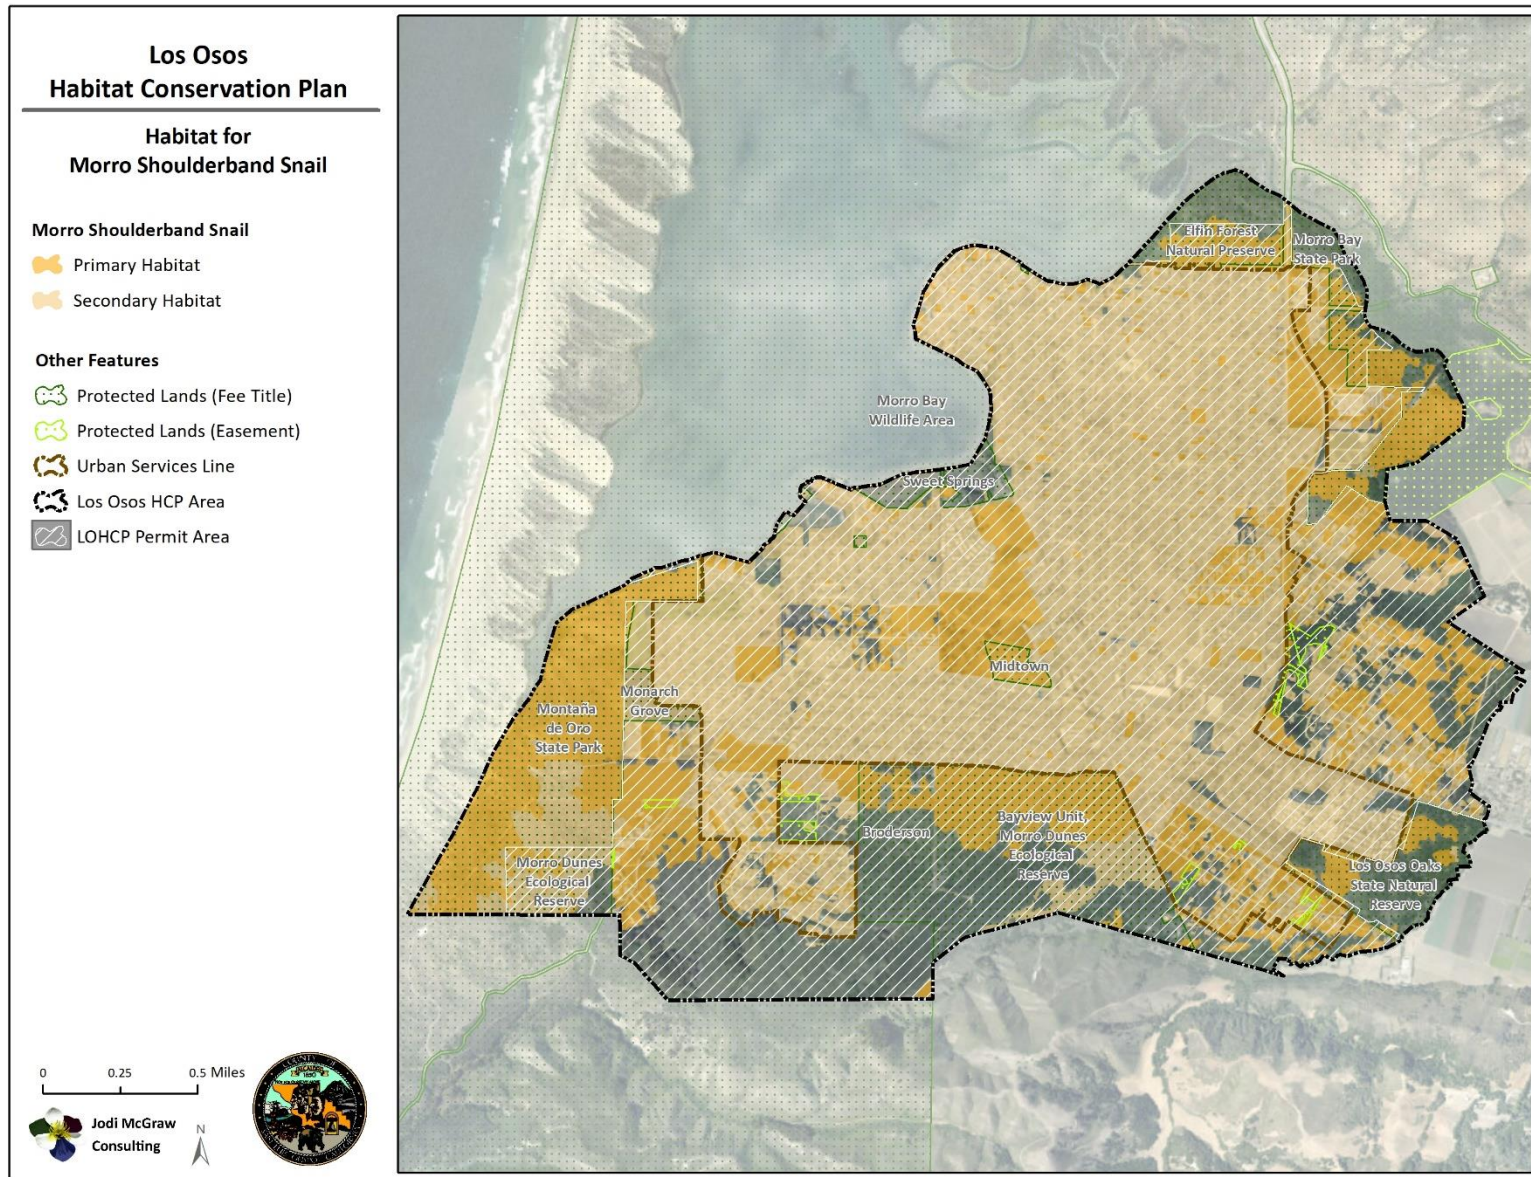 Los Osos
Habitat Conservation Plan
Habitat for
Morro Shoulderband Snail
Morro Shoulderband Snail
Primary Habitat
Secondary Habitat
Other Features
Protected Lands (Fee Title)
Protected Lands (Easement)
Urban Services Line
Los Osos HCP Area
LOHCP Permit Area
0 0.25 0.5 Miles
Jodi McGraw
Consulting
N
Elfin Forest
Natural Preserve
Morro Bay
State Park
Morro Bay
Wildlife Area
Sweet Springs
Midtown
Monarch
Grove
Montaña
de Oro
State Park
Broderson
Bayview Unit,
Morro Dunes
Ecological
Reserve
Morro Dunes
Ecological
Reserve
Los Osos Oaks
State Natural
Reserve